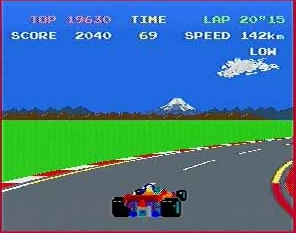 TOP 19630 TIME LAP 20"15
SCORE 2040 69 SPEED 142km
LOW